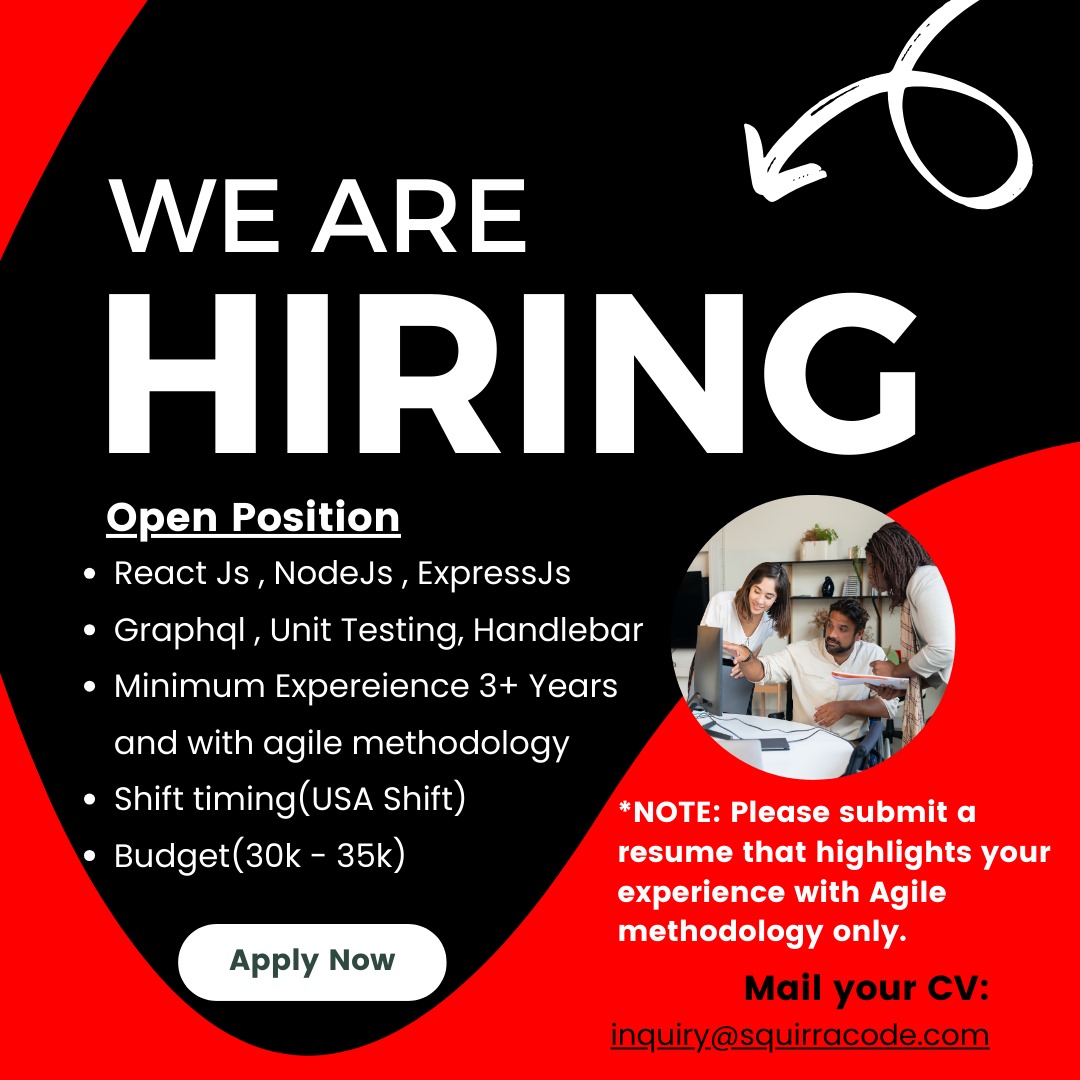 WE ARE
HIRING
Open Position
• React Js , NodeJs , ExpressJs
• Graphql , Unit Testing, Handlebar
• Minimum Expereience 3+ Years
and with agile methodology
• Shift timing(USA Shift)
• Budget(30k - 35k)
Apply Now
*NOTE: Please submit a
resume that highlights your
experience with Agile
methodology only.
Mail your CV:
inquiry@squirracode.com